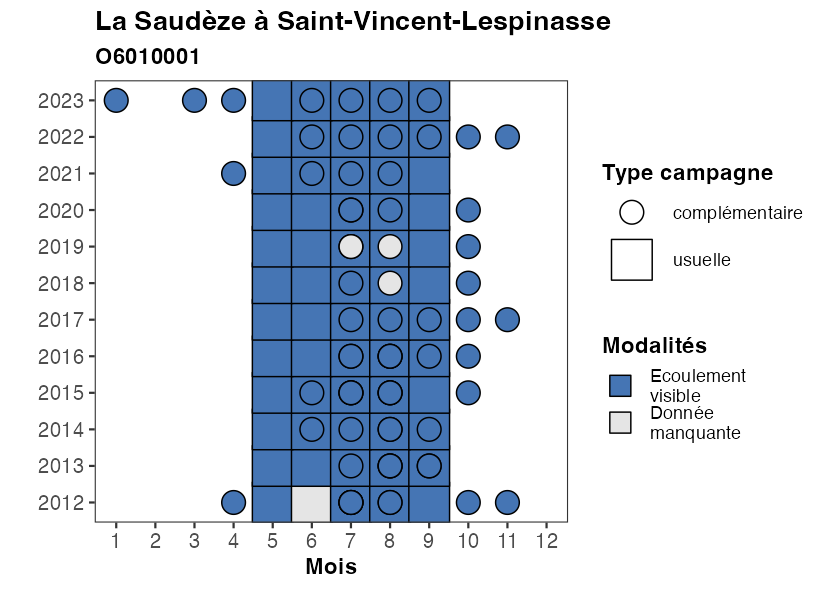 La Saudèze à Saint-Vincent-Lespinasse
O6010001
2023
2022
2021
2020
2019
2018
2017
2016
2015
2014
2013
2012
1 2 3 4 5 6 7 8 9 10 11 12
Mois
Type campagne
complémentaire
usuelle
Modalités
Ecoulement
visible
Donnée
manquante